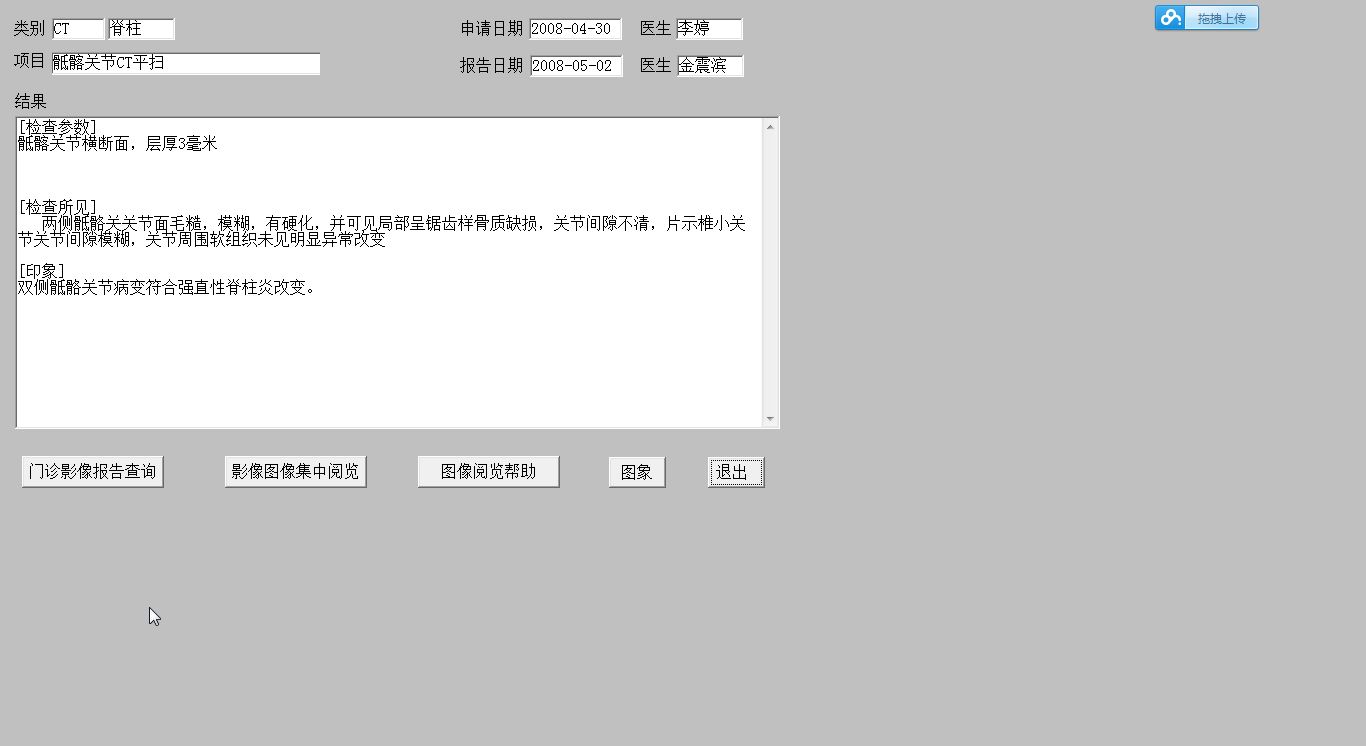 类别 CT 脊柱 申请日期 2008-04-30 医生 李婷
拖拽上传
项目 骶髂关节CT平扫 报告日期 2008-05-02 医生 金震滨
结果
[检查参数]
骶髂关节横断面，层厚3毫米
[检查所见]
两侧骶髂关关节面毛糙，模糊，有硬化，并可见局部呈锯齿样骨质缺损，关节间隙不清，片示椎小关
节关节间隙模糊，关节周围软组织未见明显异常改变
[印象]
双侧骶髂关节病变符合强直性脊柱炎改变。
门诊影像报告查询 影像图像集中阅览 图像阅览帮助 图象 退出